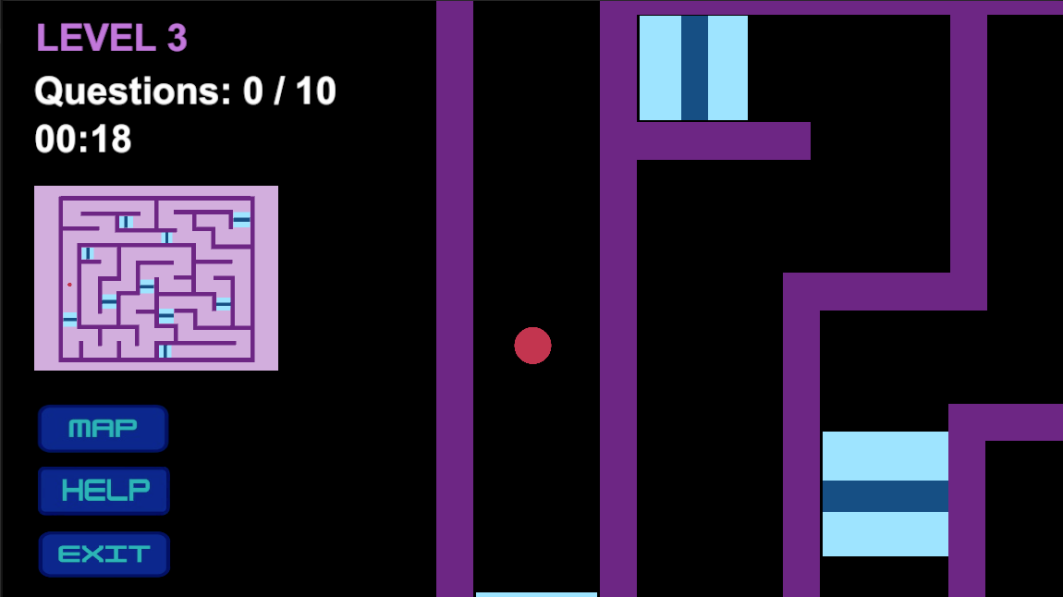 LEVEL 3
Questions: 0 / 10
00:18
MAP
HELP
EXIT